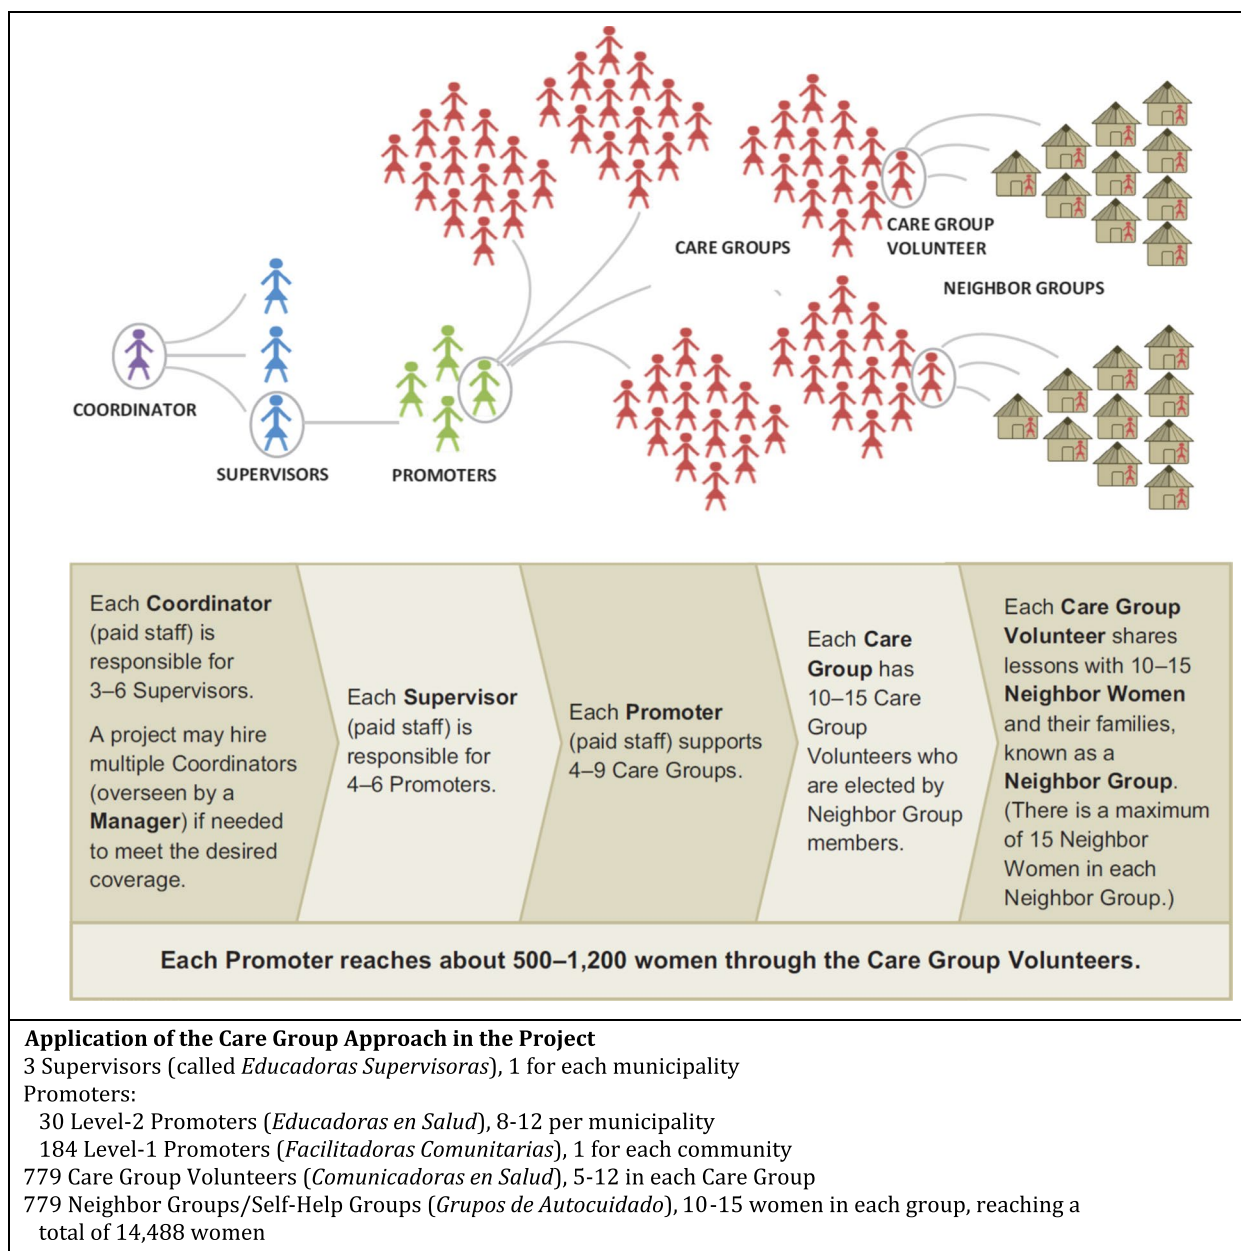 CARE GROUPS
CARE GROUP
VOLUNTEER
NEIGHBOR GROUPS
COORDINATOR
SUPERVISORS
PROMOTERS
Each Coordinator
(paid staff) is
responsible for
3–6 Supervisors.
A project may hire
multiple Coordinators
(overseen by a
Manager) if needed
to meet the desired
coverage.
Each Supervisor
(paid staff) is
responsible for
4–6 Promoters.
Each Promoter
(paid staff) supports
4–9 Care Groups.
Each Care
Group has
10–15 Care
Group
Volunteers who
are elected by
Neighbor Group
members.
Each Care Group
Volunteer shares
lessons with 10–15
Neighbor Women
and their families,
known as a
Neighbor Group.
(There is a maximum
of 15 Neighbor
Women in each
Neighbor Group.)
Each Promoter reaches about 500–1,200 women through the Care Group Volunteers.
Application of the Care Group Approach in the Project
3 Supervisors (called Educadoras Supervisoras), 1 for each municipality
Promoters:
30 Level-2 Promoters (Educadoras en Salud), 8-12 per municipality
184 Level-1 Promoters (Facilitadoras Comunitarias), 1 for each community
779 Care Group Volunteers (Comunicadoras en Salud), 5-12 in each Care Group
779 Neighbor Groups/Self-Help Groups (Grupos de Autocuidado), 10-15 women in each group, reaching a
total of 14,488 women